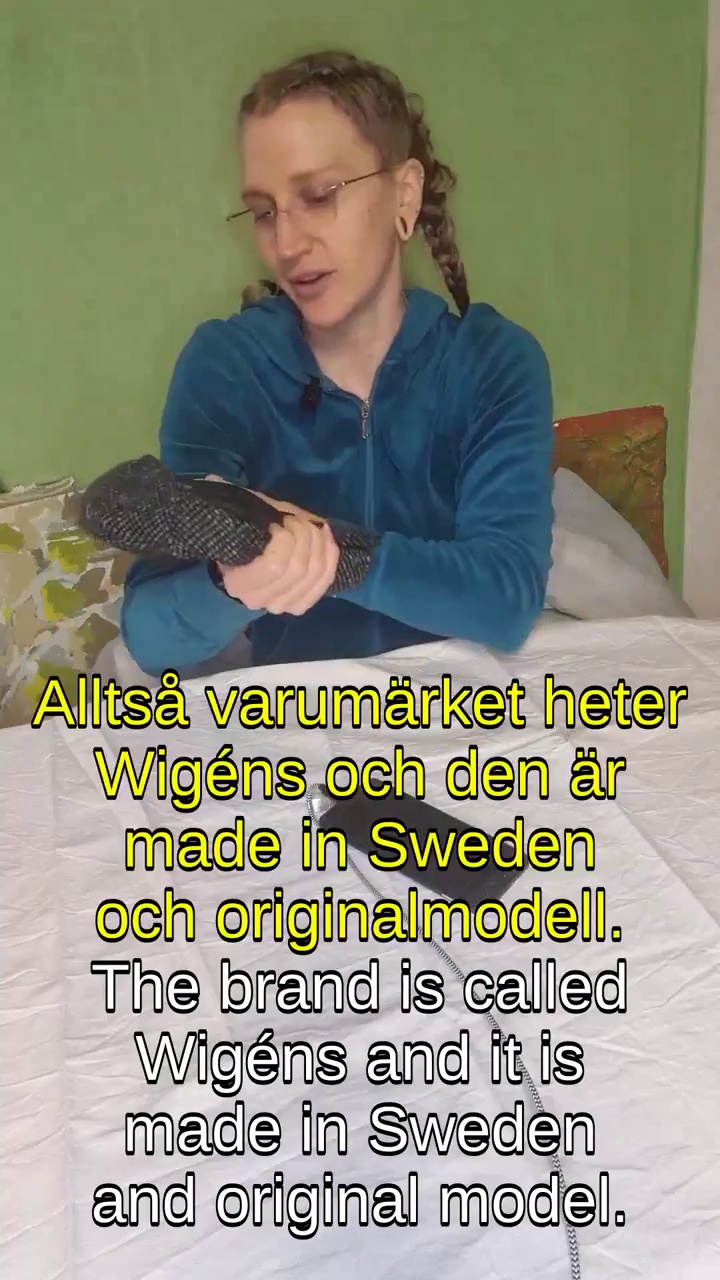 Alltså varumärket heter
Wigéns och den är
made in Sweden
och originalmodell.
The brand is called
Wigéns and it is
made in Sweden
and original model.